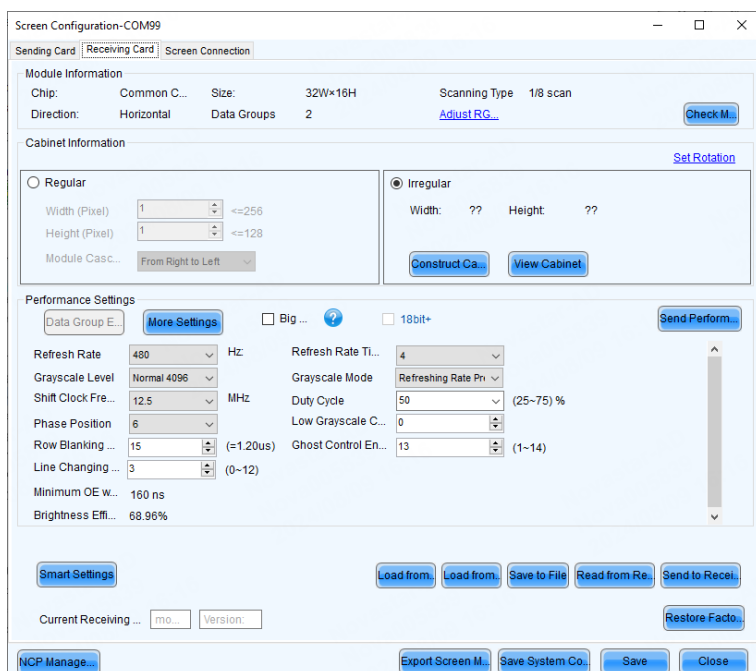 Screen Configuration-COM99
Sending Card Receiving Card Screen Connection
Module Information
Chip: Common C... Size: 32W×16H Scanning Type 1/8 scan
Direction: Horizontal Data Groups 2 Adjust RG... Check M...
Cabinet Information
Set Rotation
Regular
Width (Pixel) 1 <=256
Height (Pixel) 1 <=128
Module Casc... From Right to Left
Irregular
Width: ?? Height: ??
Construct Ca... View Cabinet
Performance Settings
Data Group E... More Settings Big ... ? 18bit+ Send Perform...
Refresh Rate 480 Hz: Refresh Rate Ti... 4
Grayscale Level Normal 4096 Grayscale Mode Refreshing Rate Pri
Shift Clock Fre... 12.5 MHz Duty Cycle 50 (25~75) %
Phase Position 6 Low Grayscale C... 0
Row Blanking ... 15 (=1.20us) Ghost Control En... 13 (1~14)
Line Changing ... 3 (0~12)
Minimum OE w... 160 ns
Brightness Effi... 68.96%
Smart Settings Load from... Load from... Save to File Read from Re... Send to Recei...
Current Receiving ... mo... Version: Restore Facto...
NCP Manage... Export Screen M... Save System Co... Save Close